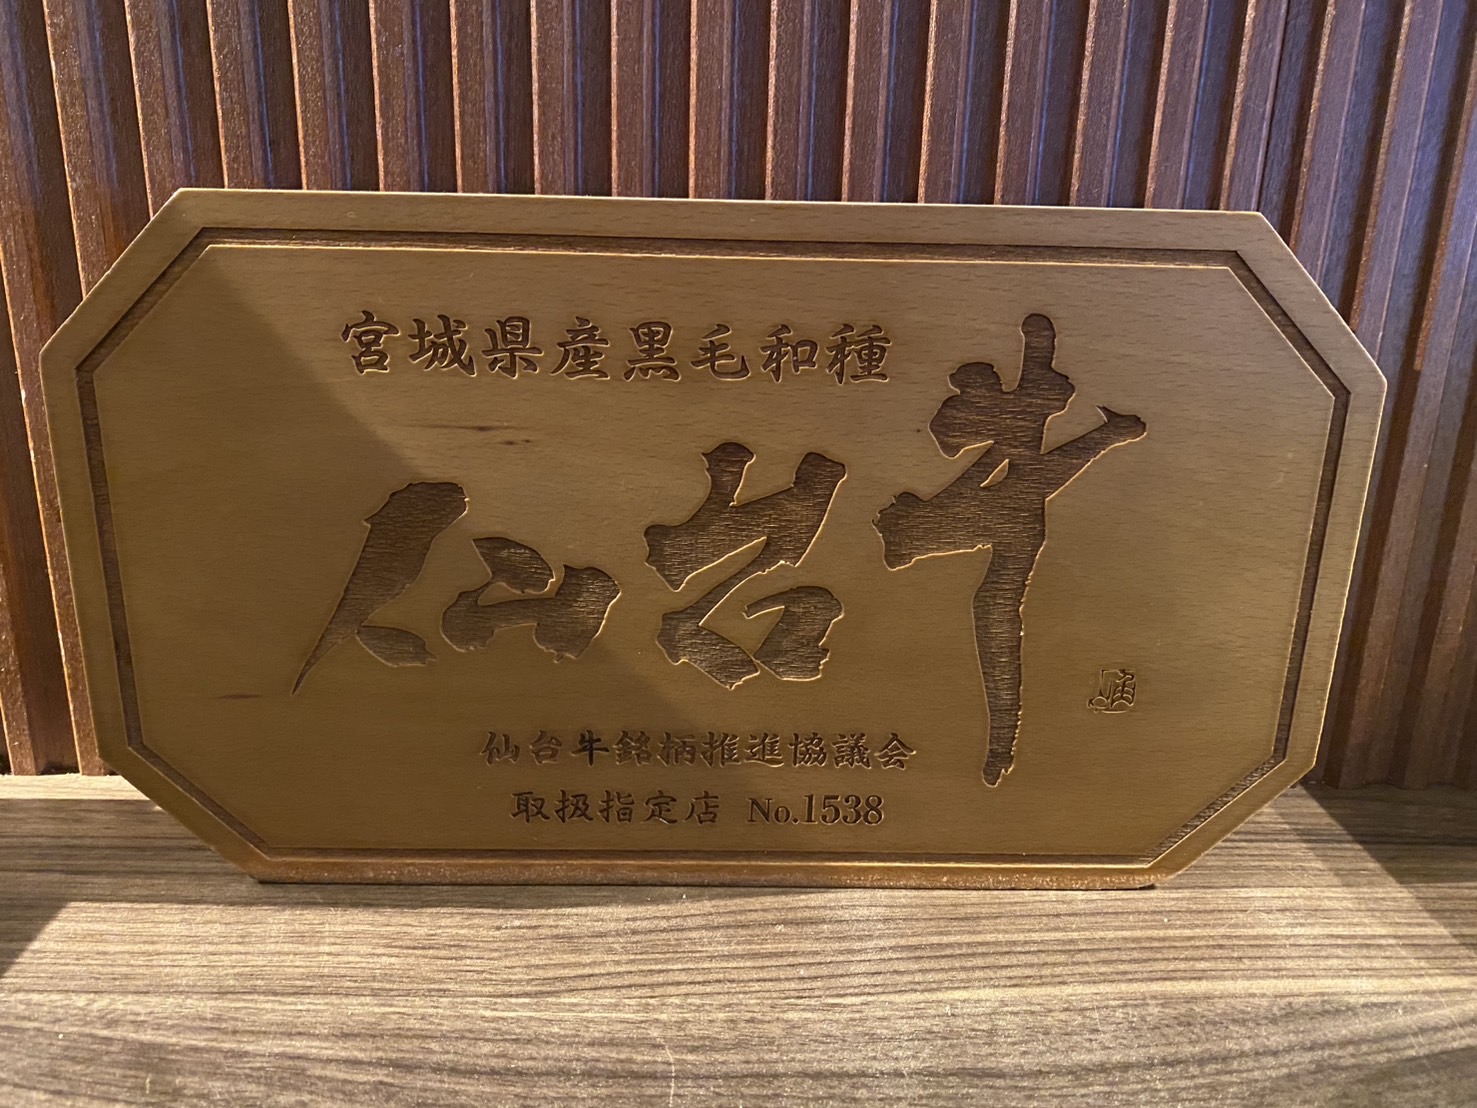 宮城県産黒毛和種
仙台牛
仙台牛銘柄推進協議会
取扱指定店 No.1538